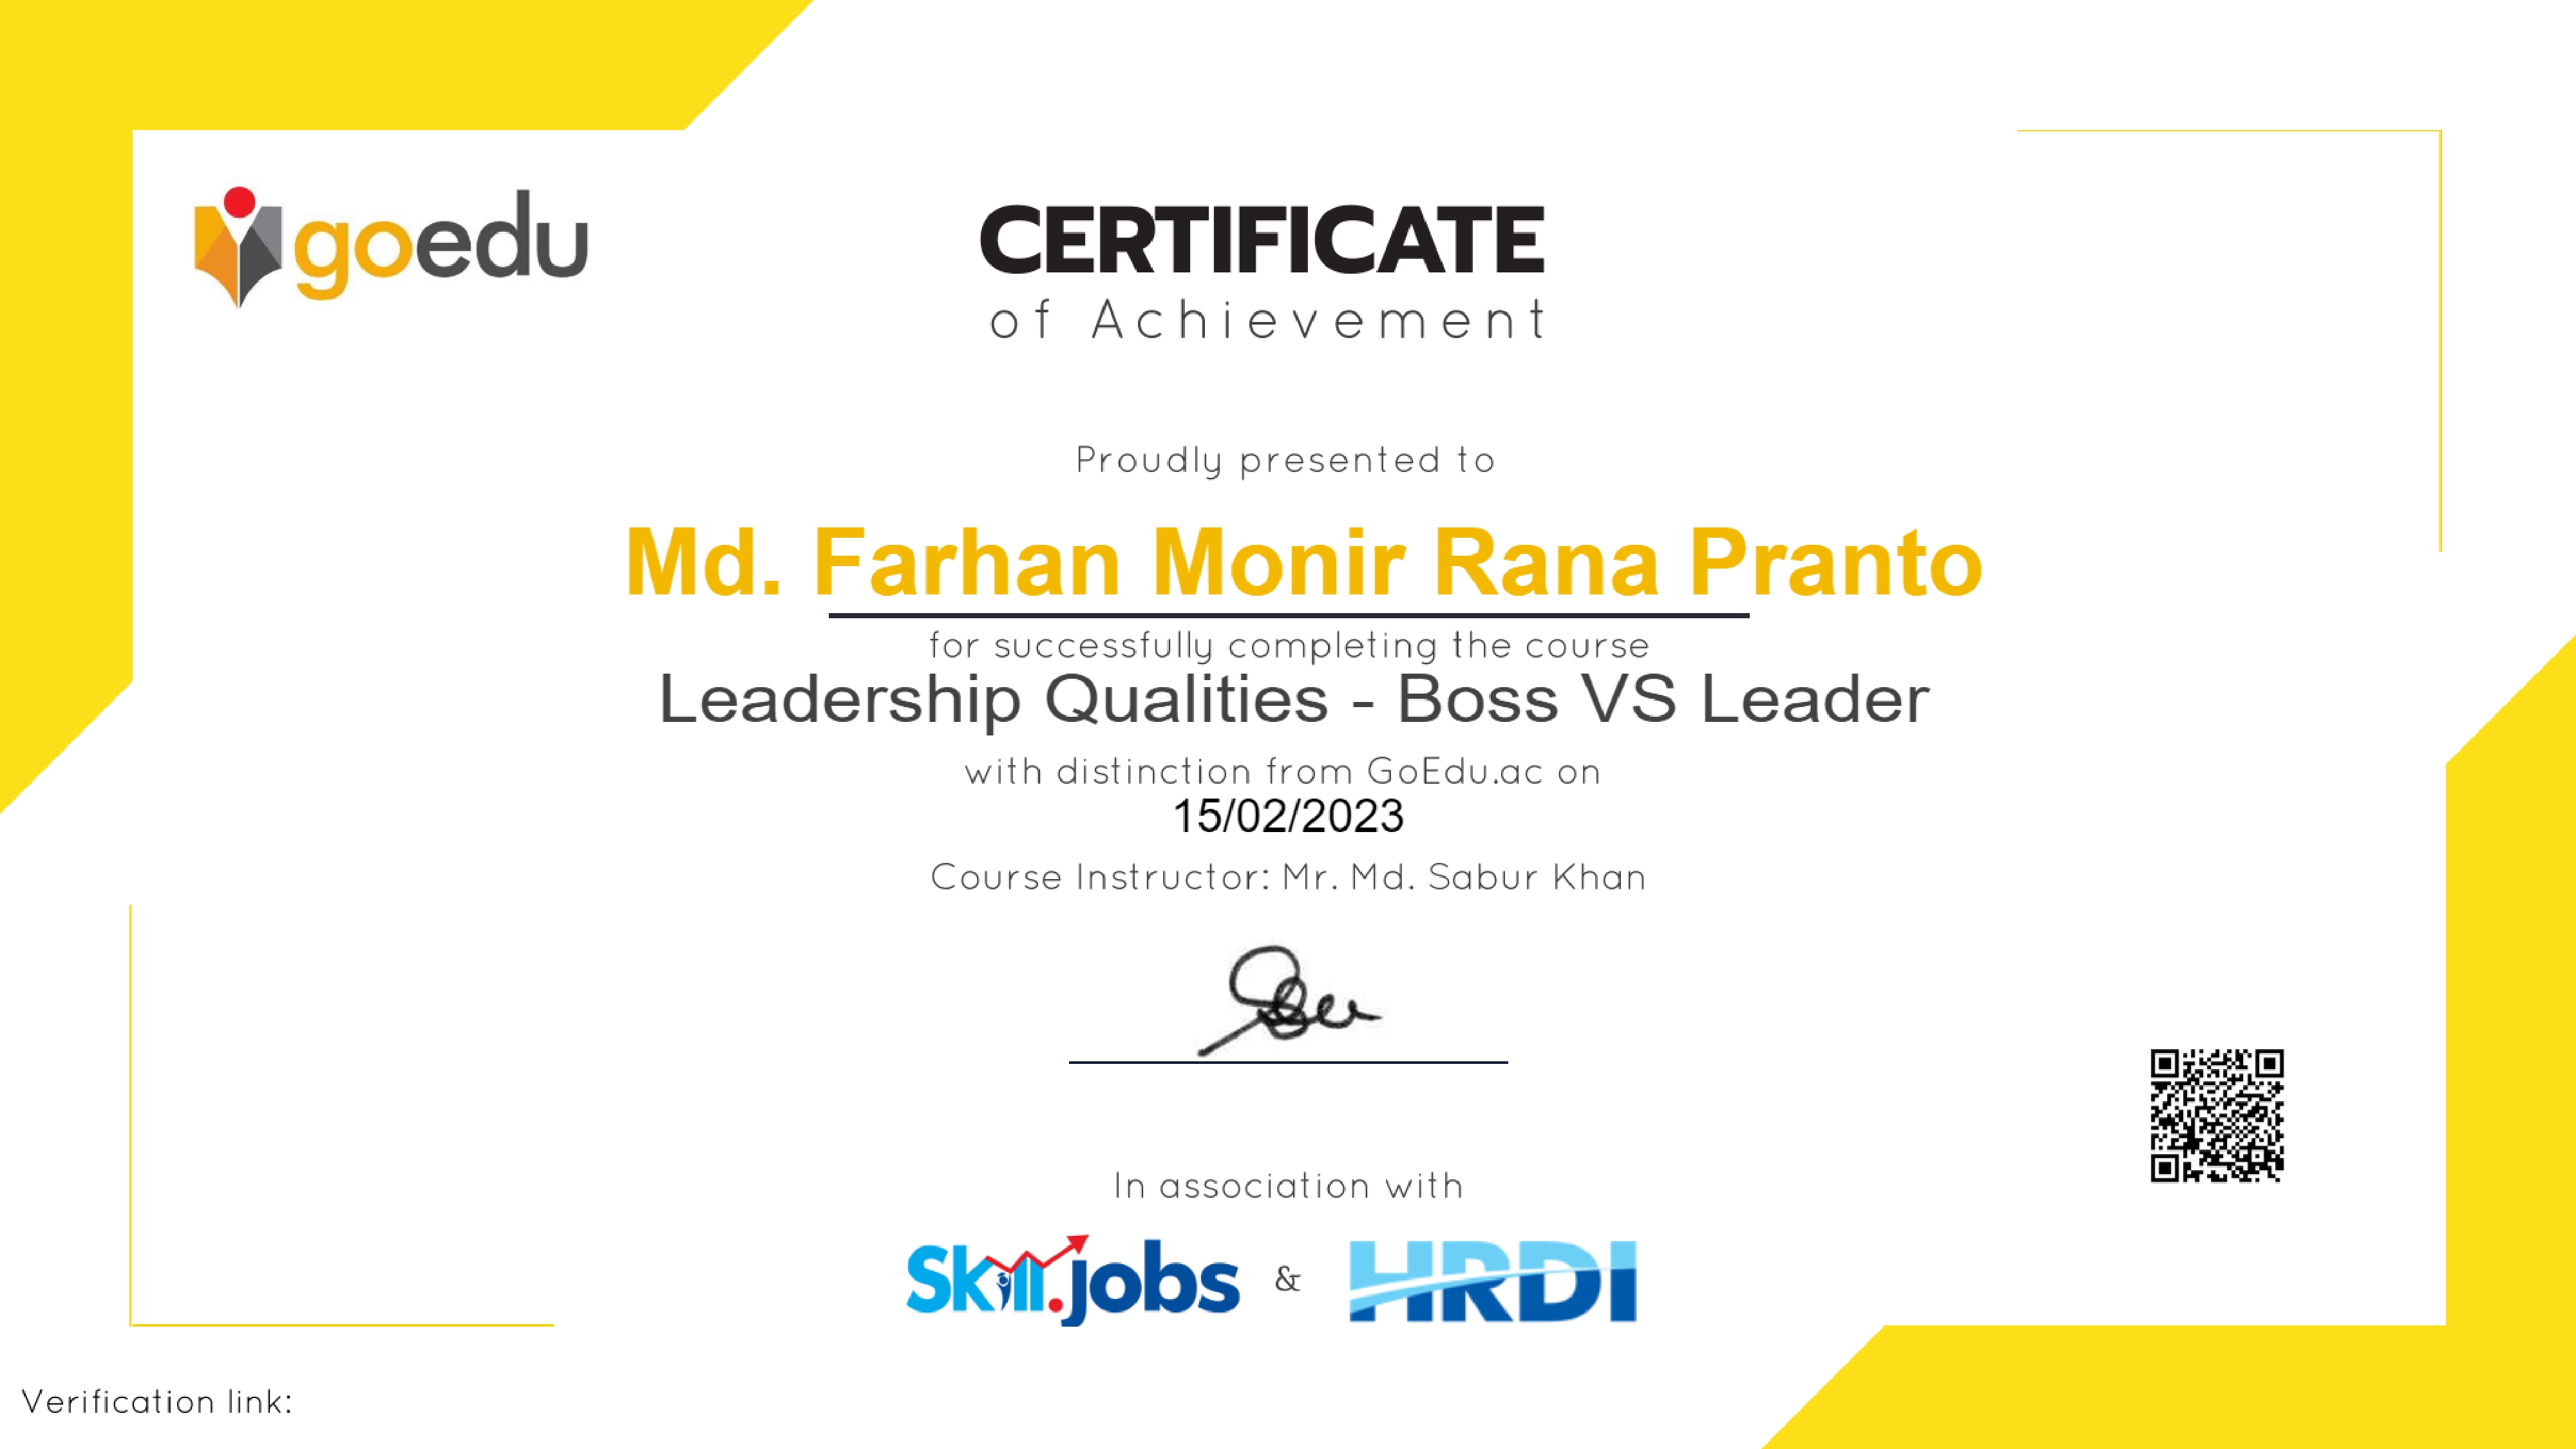 goedu
CERTIFICATE
of Achievement
Proudly presented to
Md. Farhan Monir Rana Pranto
for successfully completing the course
Leadership Qualities - Boss VS Leader
with distinction from GoEdu.ac on
15/02/2023
Course Instructor: Mr. Md. Sabur Khan
In association with
Skill.jobs & HRDI
Verification link: